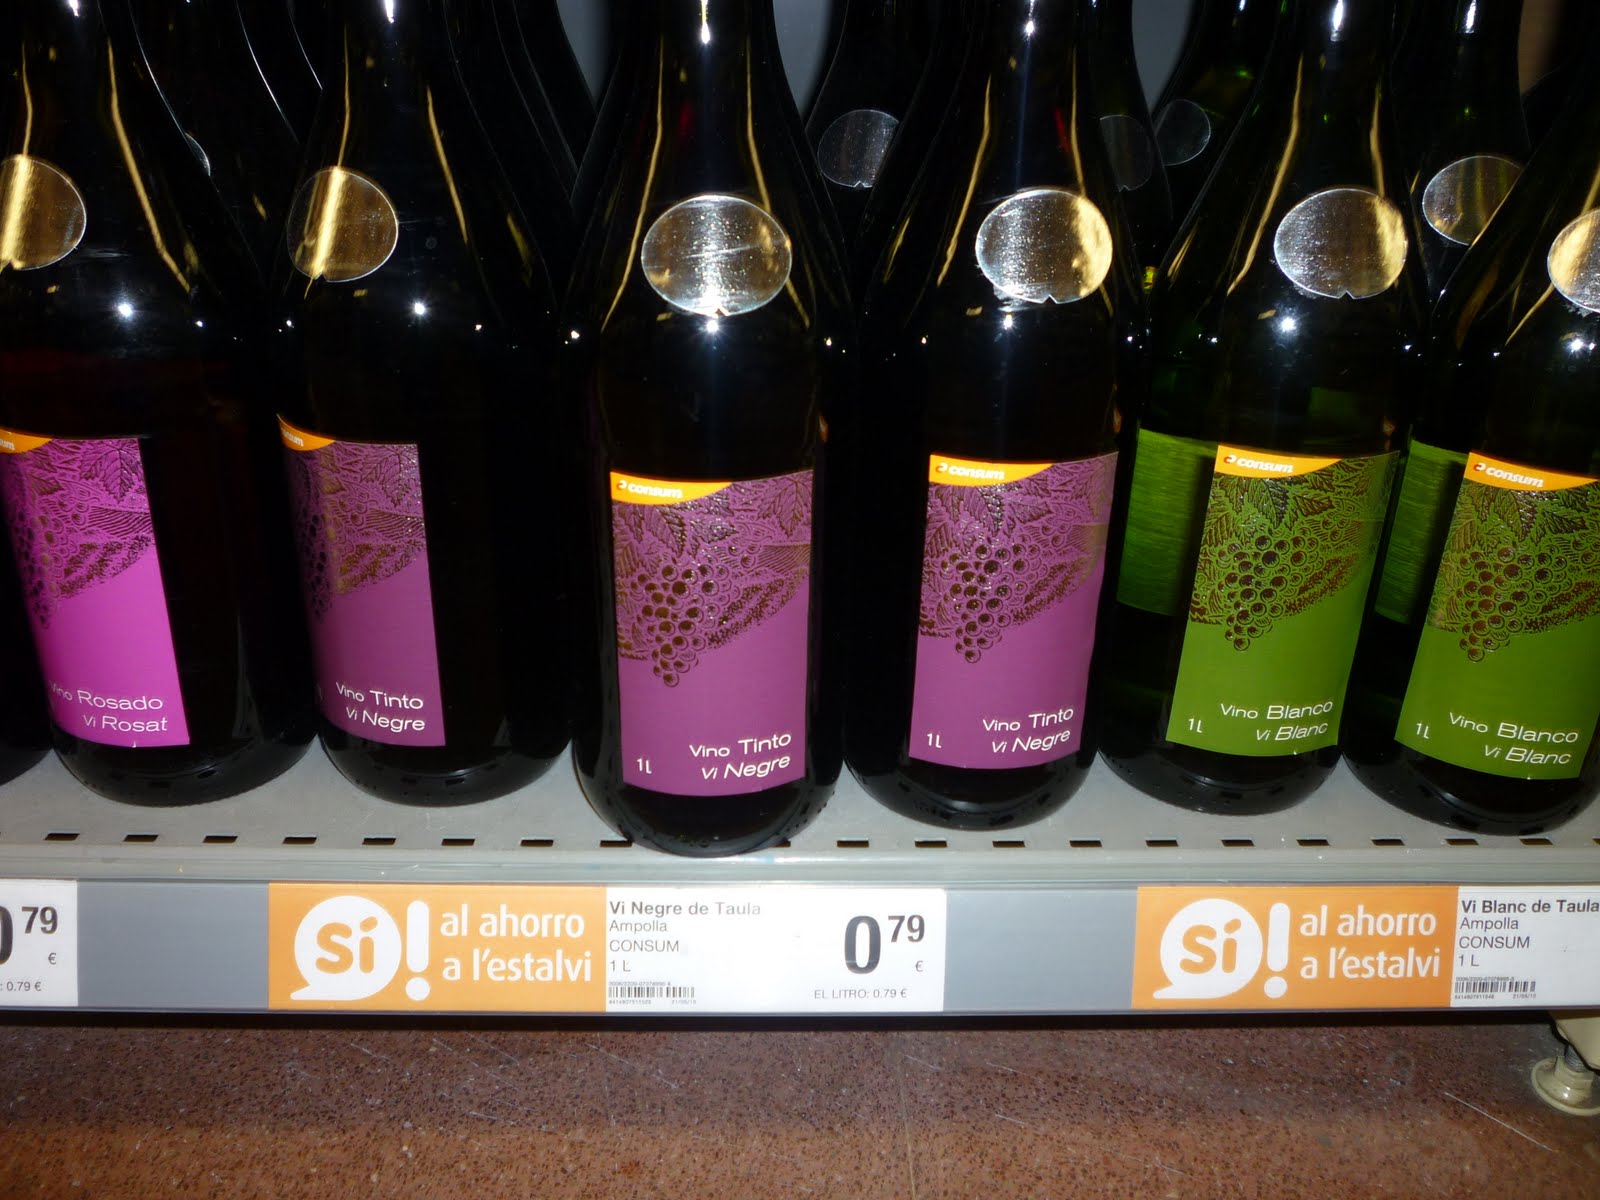 Vino Rosado
Vi Rosat
consum
Vino Tinto
Vi Negre
consum
Vino Tinto
Vi Negre
1L
consum
Vino Tinto
Vi Negre
1L
consum
Vino Blanco
Vi Blanc
1L
consum
Vino Blanco
Vi Blanc
1L
0 79
€
: 0.79 €
Sí!
al ahorro
a l'estalvi
Vi Negre de Taula
Ampolla
CONSUM
1 L
0 79
€
EL LITRO: 0.79 €
Sí!
al ahorro
a l'estalvi
Vi Blanc de Taula
Ampolla
CONSUM
1 L